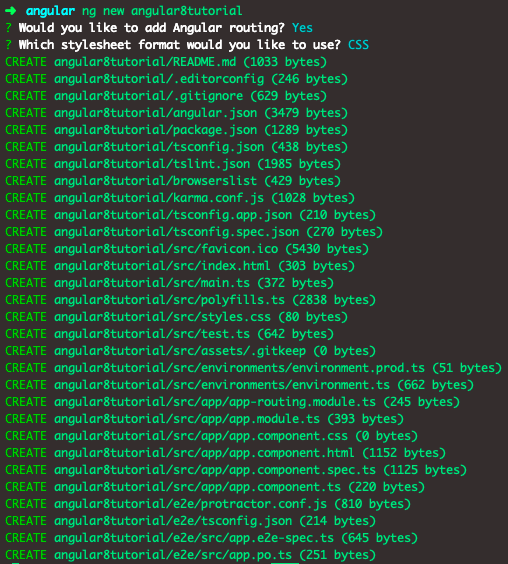 ➜ angular ng new angular8tutorial
? Would you like to add Angular routing? Yes
? Which stylesheet format would you like to use? CSS
CREATE angular8tutorial/README.md (1033 bytes)
CREATE angular8tutorial/.editorconfig (246 bytes)
CREATE angular8tutorial/.gitignore (629 bytes)
CREATE angular8tutorial/angular.json (3479 bytes)
CREATE angular8tutorial/package.json (1289 bytes)
CREATE angular8tutorial/tsconfig.json (438 bytes)
CREATE angular8tutorial/tslint.json (1985 bytes)
CREATE angular8tutorial/browserslist (429 bytes)
CREATE angular8tutorial/karma.conf.js (1028 bytes)
CREATE angular8tutorial/tsconfig.app.json (210 bytes)
CREATE angular8tutorial/tsconfig.spec.json (270 bytes)
CREATE angular8tutorial/src/favicon.ico (5430 bytes)
CREATE angular8tutorial/src/index.html (303 bytes)
CREATE angular8tutorial/src/main.ts (372 bytes)
CREATE angular8tutorial/src/polyfills.ts (2838 bytes)
CREATE angular8tutorial/src/styles.css (80 bytes)
CREATE angular8tutorial/src/test.ts (642 bytes)
CREATE angular8tutorial/src/assets/.gitkeep (0 bytes)
CREATE angular8tutorial/src/environments/environment.prod.ts (51 bytes)
CREATE angular8tutorial/src/environments/environment.ts (662 bytes)
CREATE angular8tutorial/src/app/app-routing.module.ts (245 bytes)
CREATE angular8tutorial/src/app/app.module.ts (393 bytes)
CREATE angular8tutorial/src/app/app.component.css (0 bytes)
CREATE angular8tutorial/src/app/app.component.html (1152 bytes)
CREATE angular8tutorial/src/app/app.component.spec.ts (1125 bytes)
CREATE angular8tutorial/src/app/app.component.ts (220 bytes)
CREATE angular8tutorial/e2e/protractor.conf.js (810 bytes)
CREATE angular8tutorial/e2e/tsconfig.json (214 bytes)
CREATE angular8tutorial/e2e/src/app.e2e-spec.ts (645 bytes)
CREATE angular8tutorial/e2e/src/app.po.ts (251 bytes)